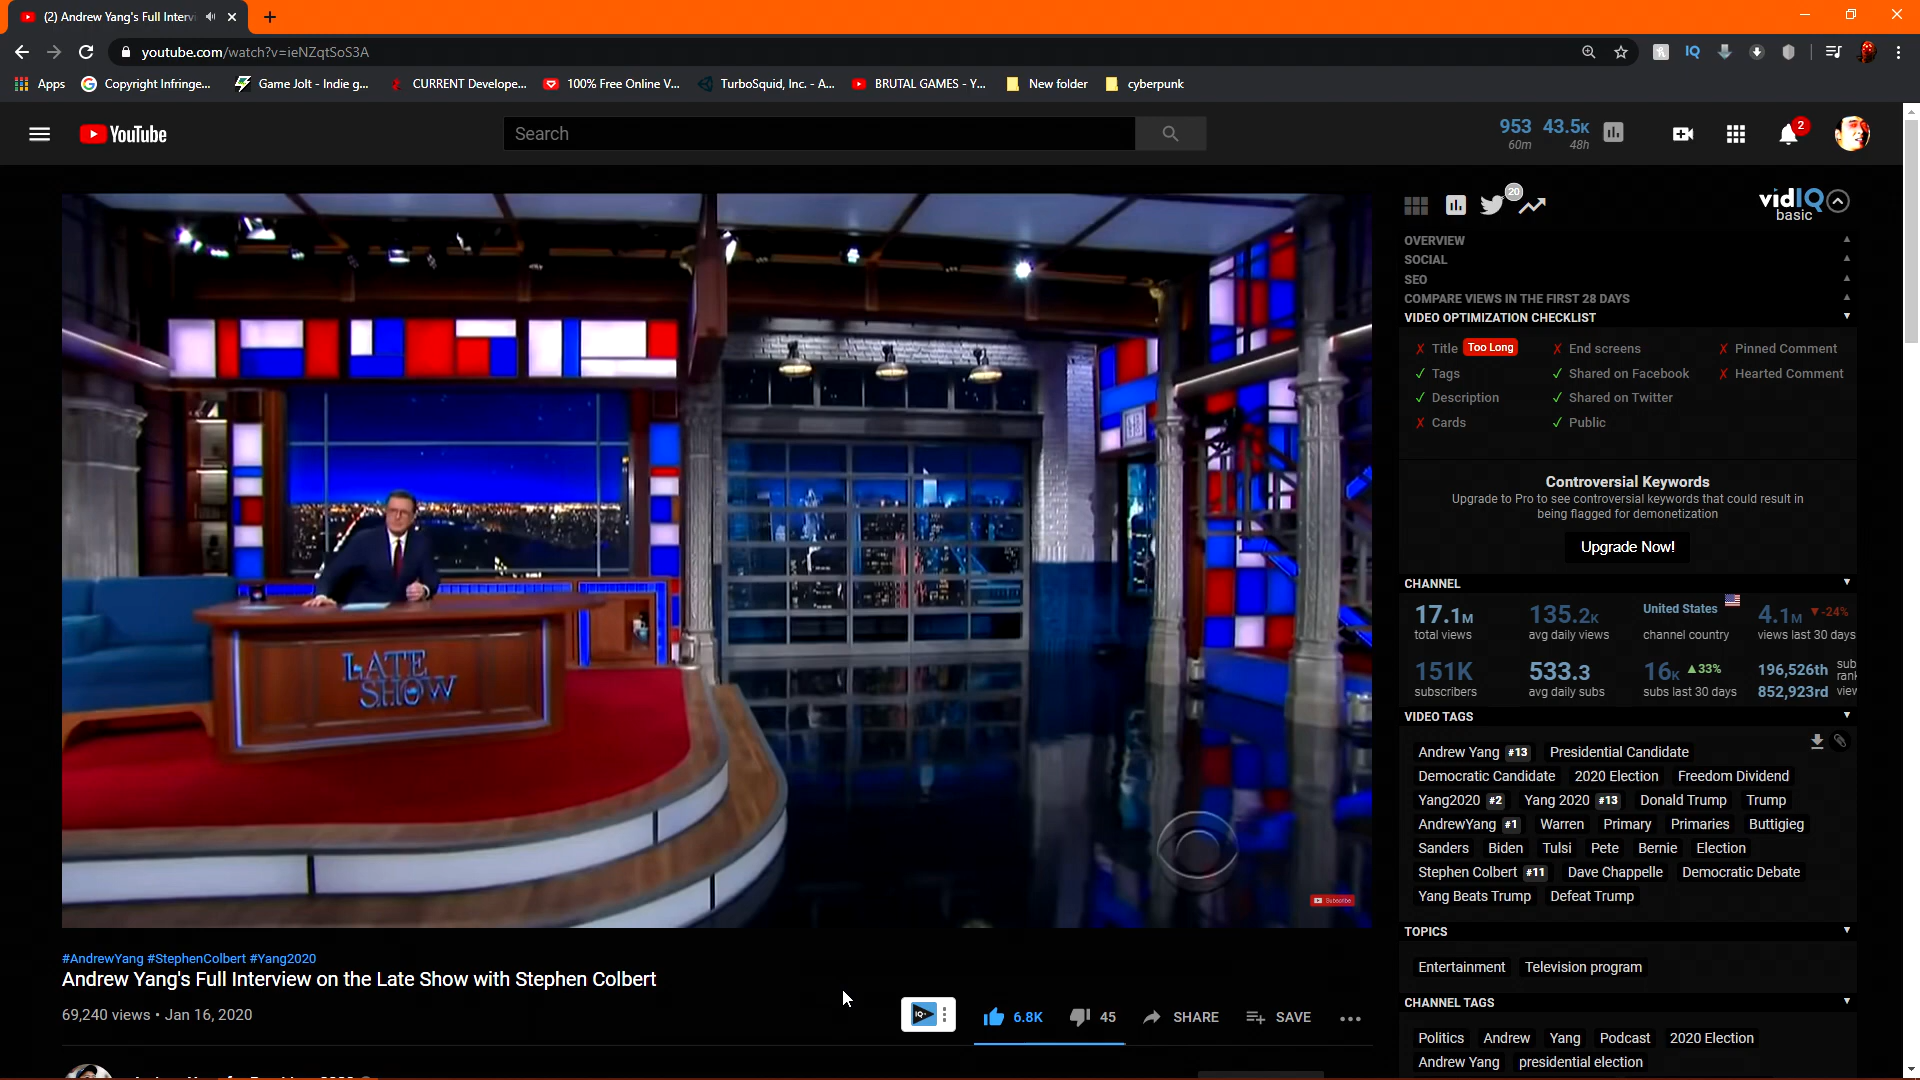 (2) Andrew Yang's Full Intervi
youtube.com/watch?v=ieNZqtSoS3A
Apps
Copyright Infringe...
Game Jolt - Indie g...
CURRENT Develope...
100% Free Online V...
TurboSquid, Inc. - A...
BRUTAL GAMES - Y...
New folder
cyberpunk
YouTube
Search
953 43.5K
60m 48h
2
20
vidIQ
basic
OVERVIEW
SOCIAL
SEO
COMPARE VIEWS IN THE FIRST 28 DAYS
VIDEO OPTIMIZATION CHECKLIST
✗ Title Too Long ✗ End screens ✗ Pinned Comment
✓ Tags ✓ Shared on Facebook ✗ Hearted Comment
✓ Description ✓ Shared on Twitter
✗ Cards ✓ Public
Controversial Keywords
Upgrade to Pro to see controversial keywords that could result in
being flagged for demonetization
Upgrade Now!
CHANNEL
17.1M 135.2K United States 4.1M ▼-24%
total views avg daily views channel country views last 30 days
151K 533.3 16K ▲33% 196,526th sub rank
subscribers avg daily subs subs last 30 days 852,923rd view
VIDEO TAGS
Andrew Yang #13 Presidential Candidate
Democratic Candidate 2020 Election Freedom Dividend
Yang2020 #2 Yang 2020 #13 Donald Trump Trump
AndrewYang #1 Warren Primary Primaries Buttigieg
Sanders Biden Tulsi Pete Bernie Election
Stephen Colbert #11 Dave Chappelle Democratic Debate
Yang Beats Trump Defeat Trump
TOPICS
Entertainment Television program
CHANNEL TAGS
Politics Andrew Yang Podcast 2020 Election
Andrew Yang presidential election
LATE
SHOW
Subscribe
#AndrewYang #StephenColbert #Yang2020
Andrew Yang's Full Interview on the Late Show with Stephen Colbert
69,240 views • Jan 16, 2020
6.8K 45 SHARE SAVE